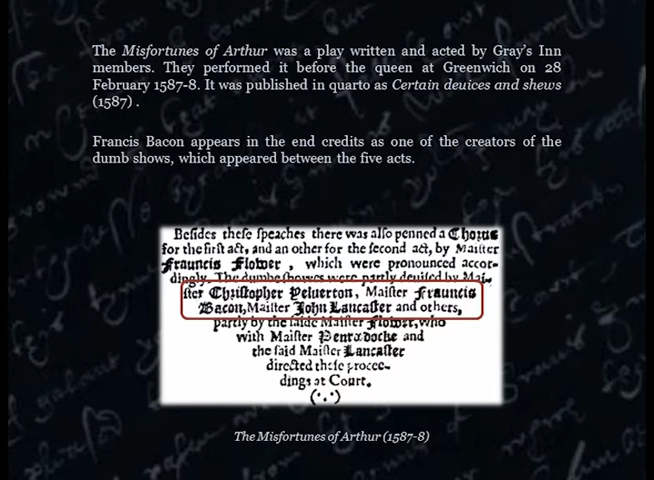 The Misfortunes of Arthur was a play written and acted by Gray's Inn
members. They performed it before the queen at Greenwich on 28
February 1587-8. It was published in quarto as Certain deuices and shews
(1587) .
Francis Bacon appears in the end credits as one of the creators of the
dumb shows, which appeared between the five acts.
Beſides theſe ſpeaches there was alſo penned a Chorus
for the firſt act, and an other for the ſecond act, by Maiſter
Frauncis Flower , which were pronounced accor-
dingly. The dumbe ſhowes were partly deuiſed by Mai-
ſter Chriſtopher Yeluerton, Maiſter Frauncis
Bacon, Maiſter John Lancaſter and others,
partly by the ſaide Maiſter Flower, who
with Maiſter Penradocke and
the ſaid Maiſter Lancaſter
directed theſe procee-
dings at Court.
(∵)
The Misfortunes of Arthur (1587-8)